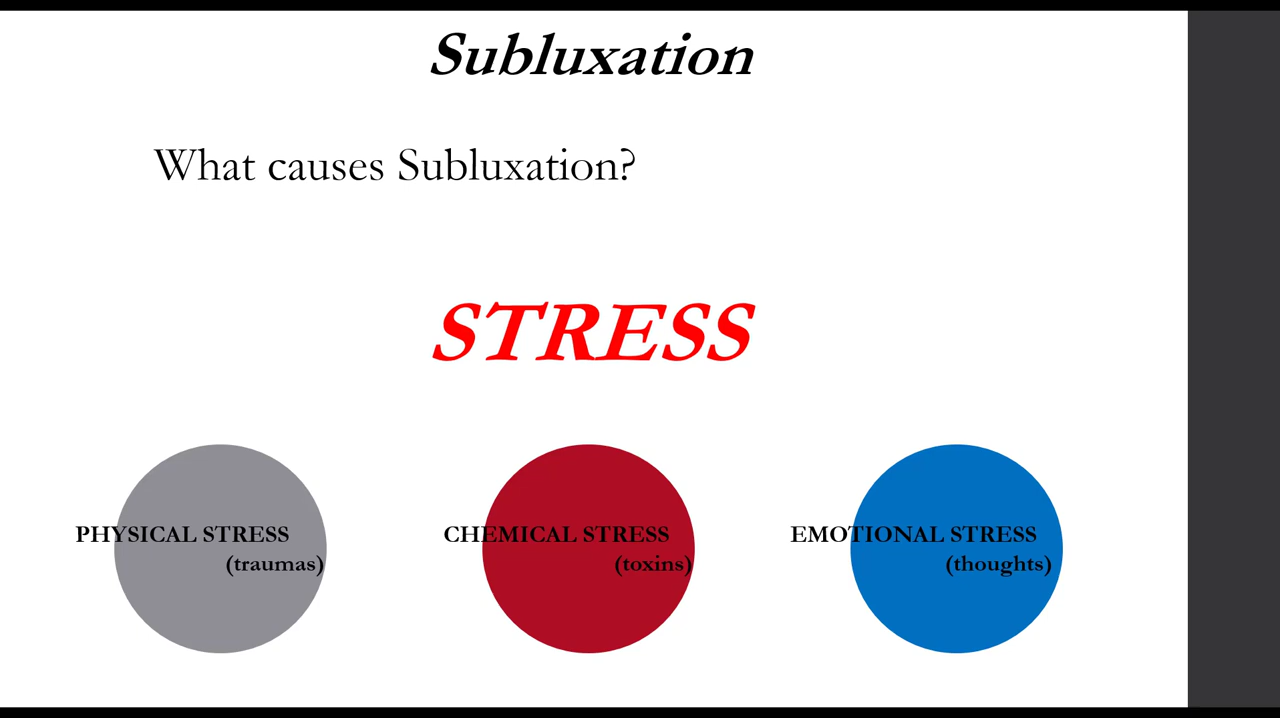 Subluxation
What causes Subluxation?
STRESS
PHYSICAL STRESS
(traumas)
CHEMICAL STRESS
(toxins)
EMOTIONAL STRESS
(thoughts)